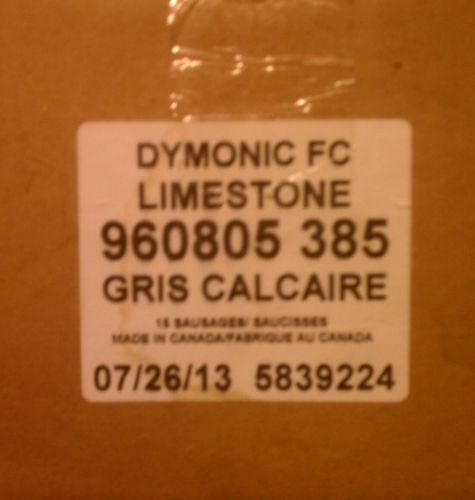 DYMONIC FC
LIMESTONE
960805 385
GRIS CALCAIRE
15 SAUSAGES/ SAUCISSES
MADE IN CANADA/FABRIQUE AU CANADA
07/26/13 5839224